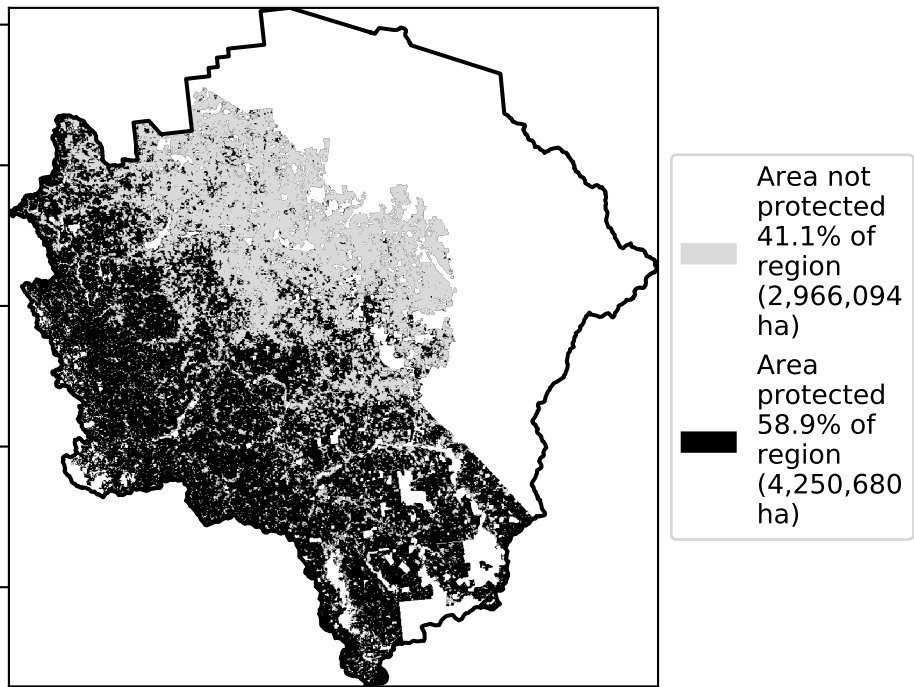 Area not
protected
41.1% of
region
(2,966,094
ha)
Area
protected
58.9% of
region
(4,250,680
ha)